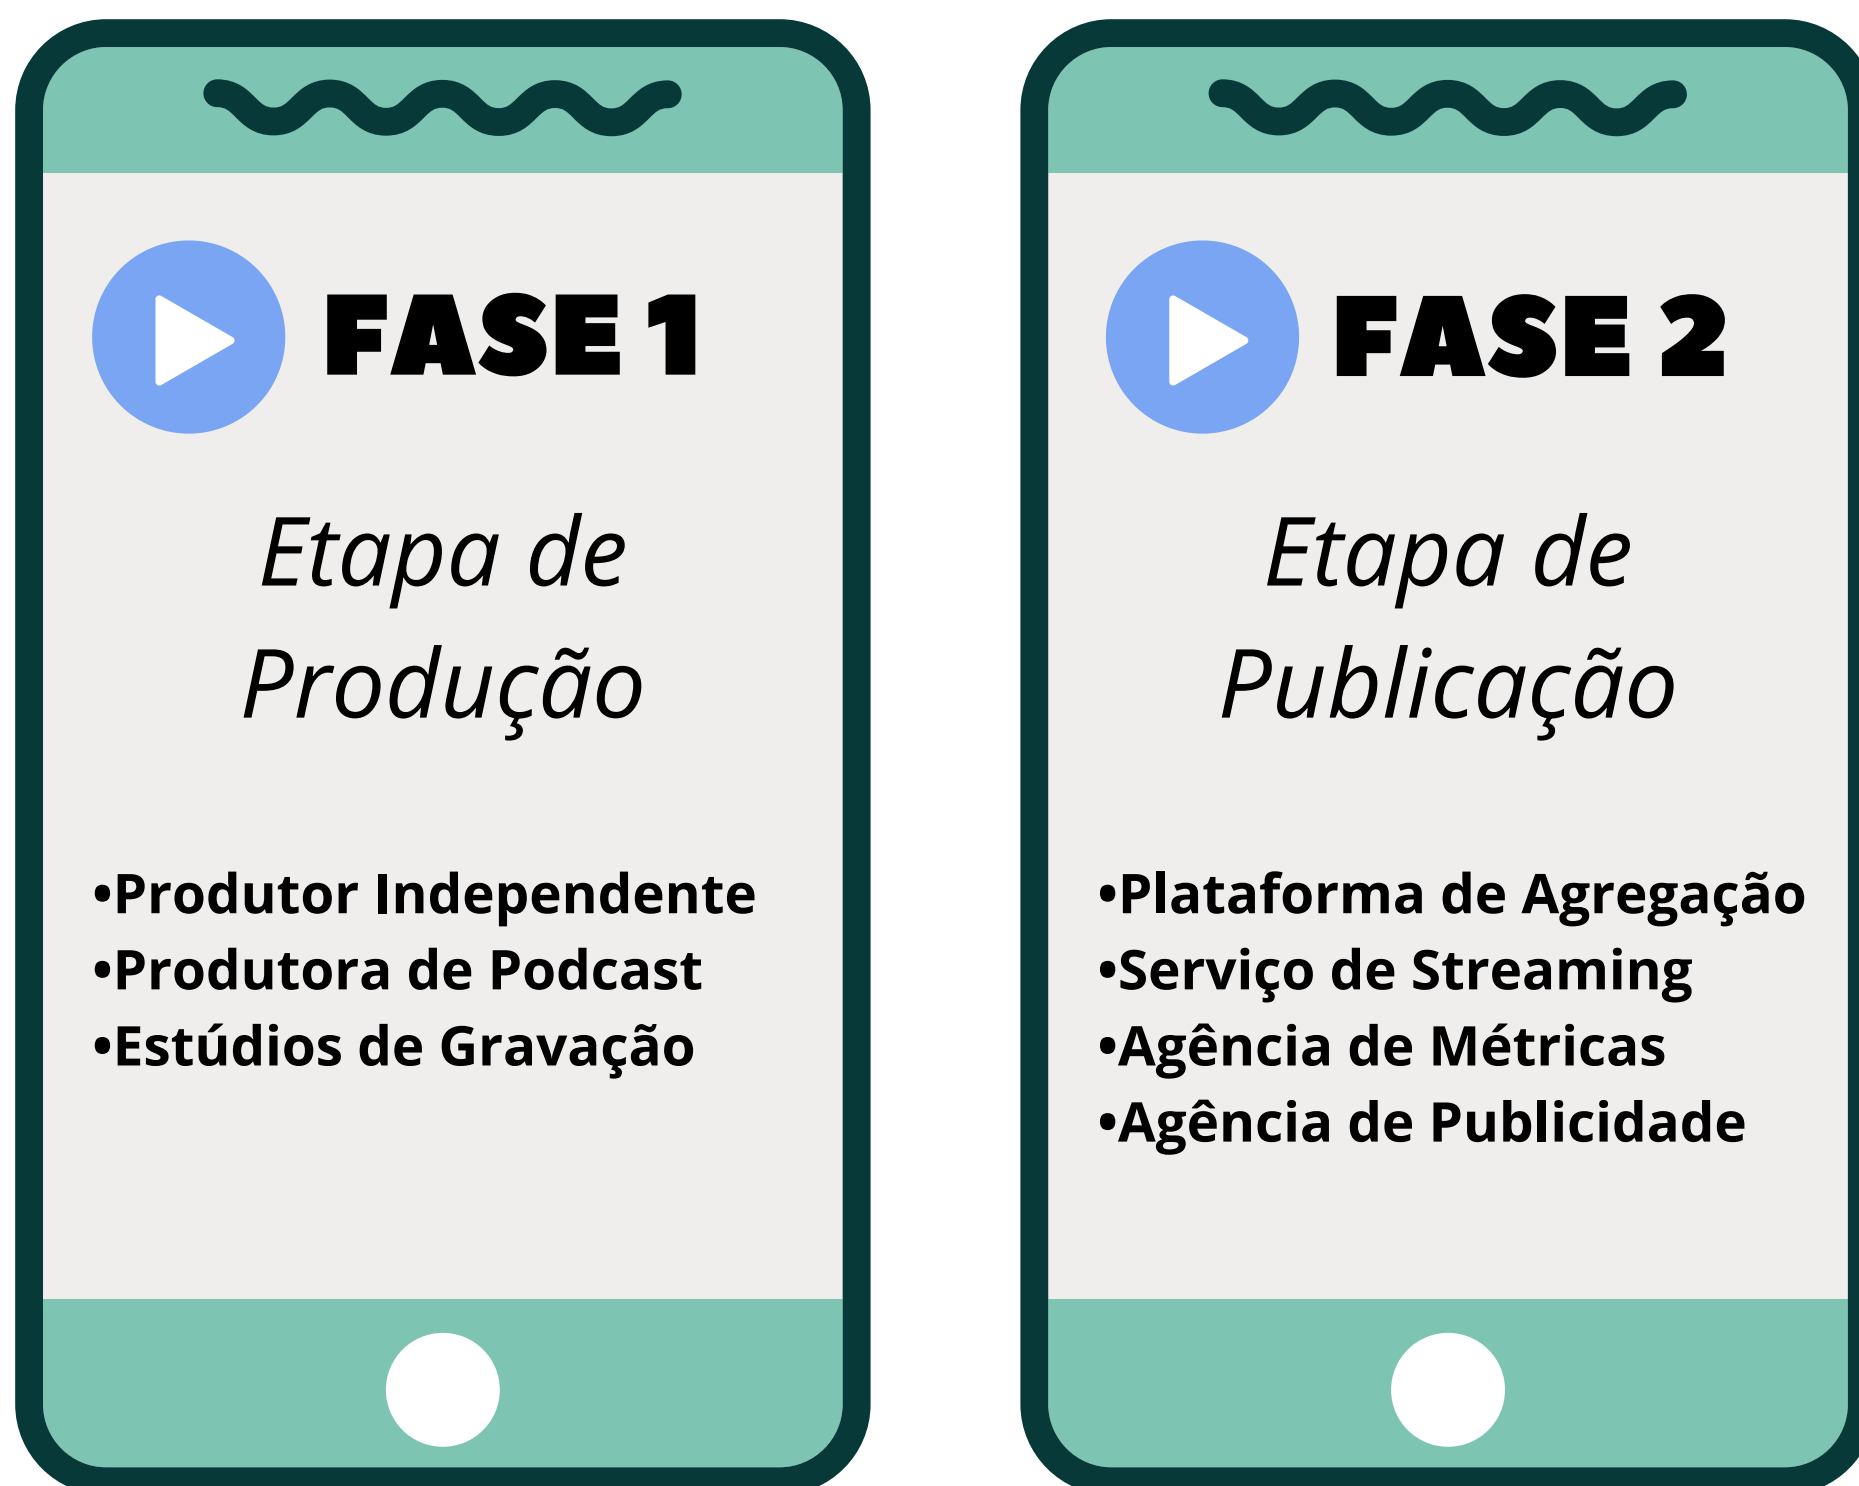 FASE 1
Etapa de
Produção
•Produtor Independente
•Produtora de Podcast
•Estúdios de Gravação
FASE 2
Etapa de
Publicação
•Plataforma de Agregação
•Serviço de Streaming
•Agência de Métricas
•Agência de Publicidade